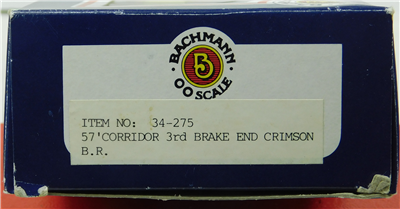 BACHMANN
B
OO SCALE
ITEM NO: 34-275
57'CORRIDOR 3rd BRAKE END CRIMSON
B.R.